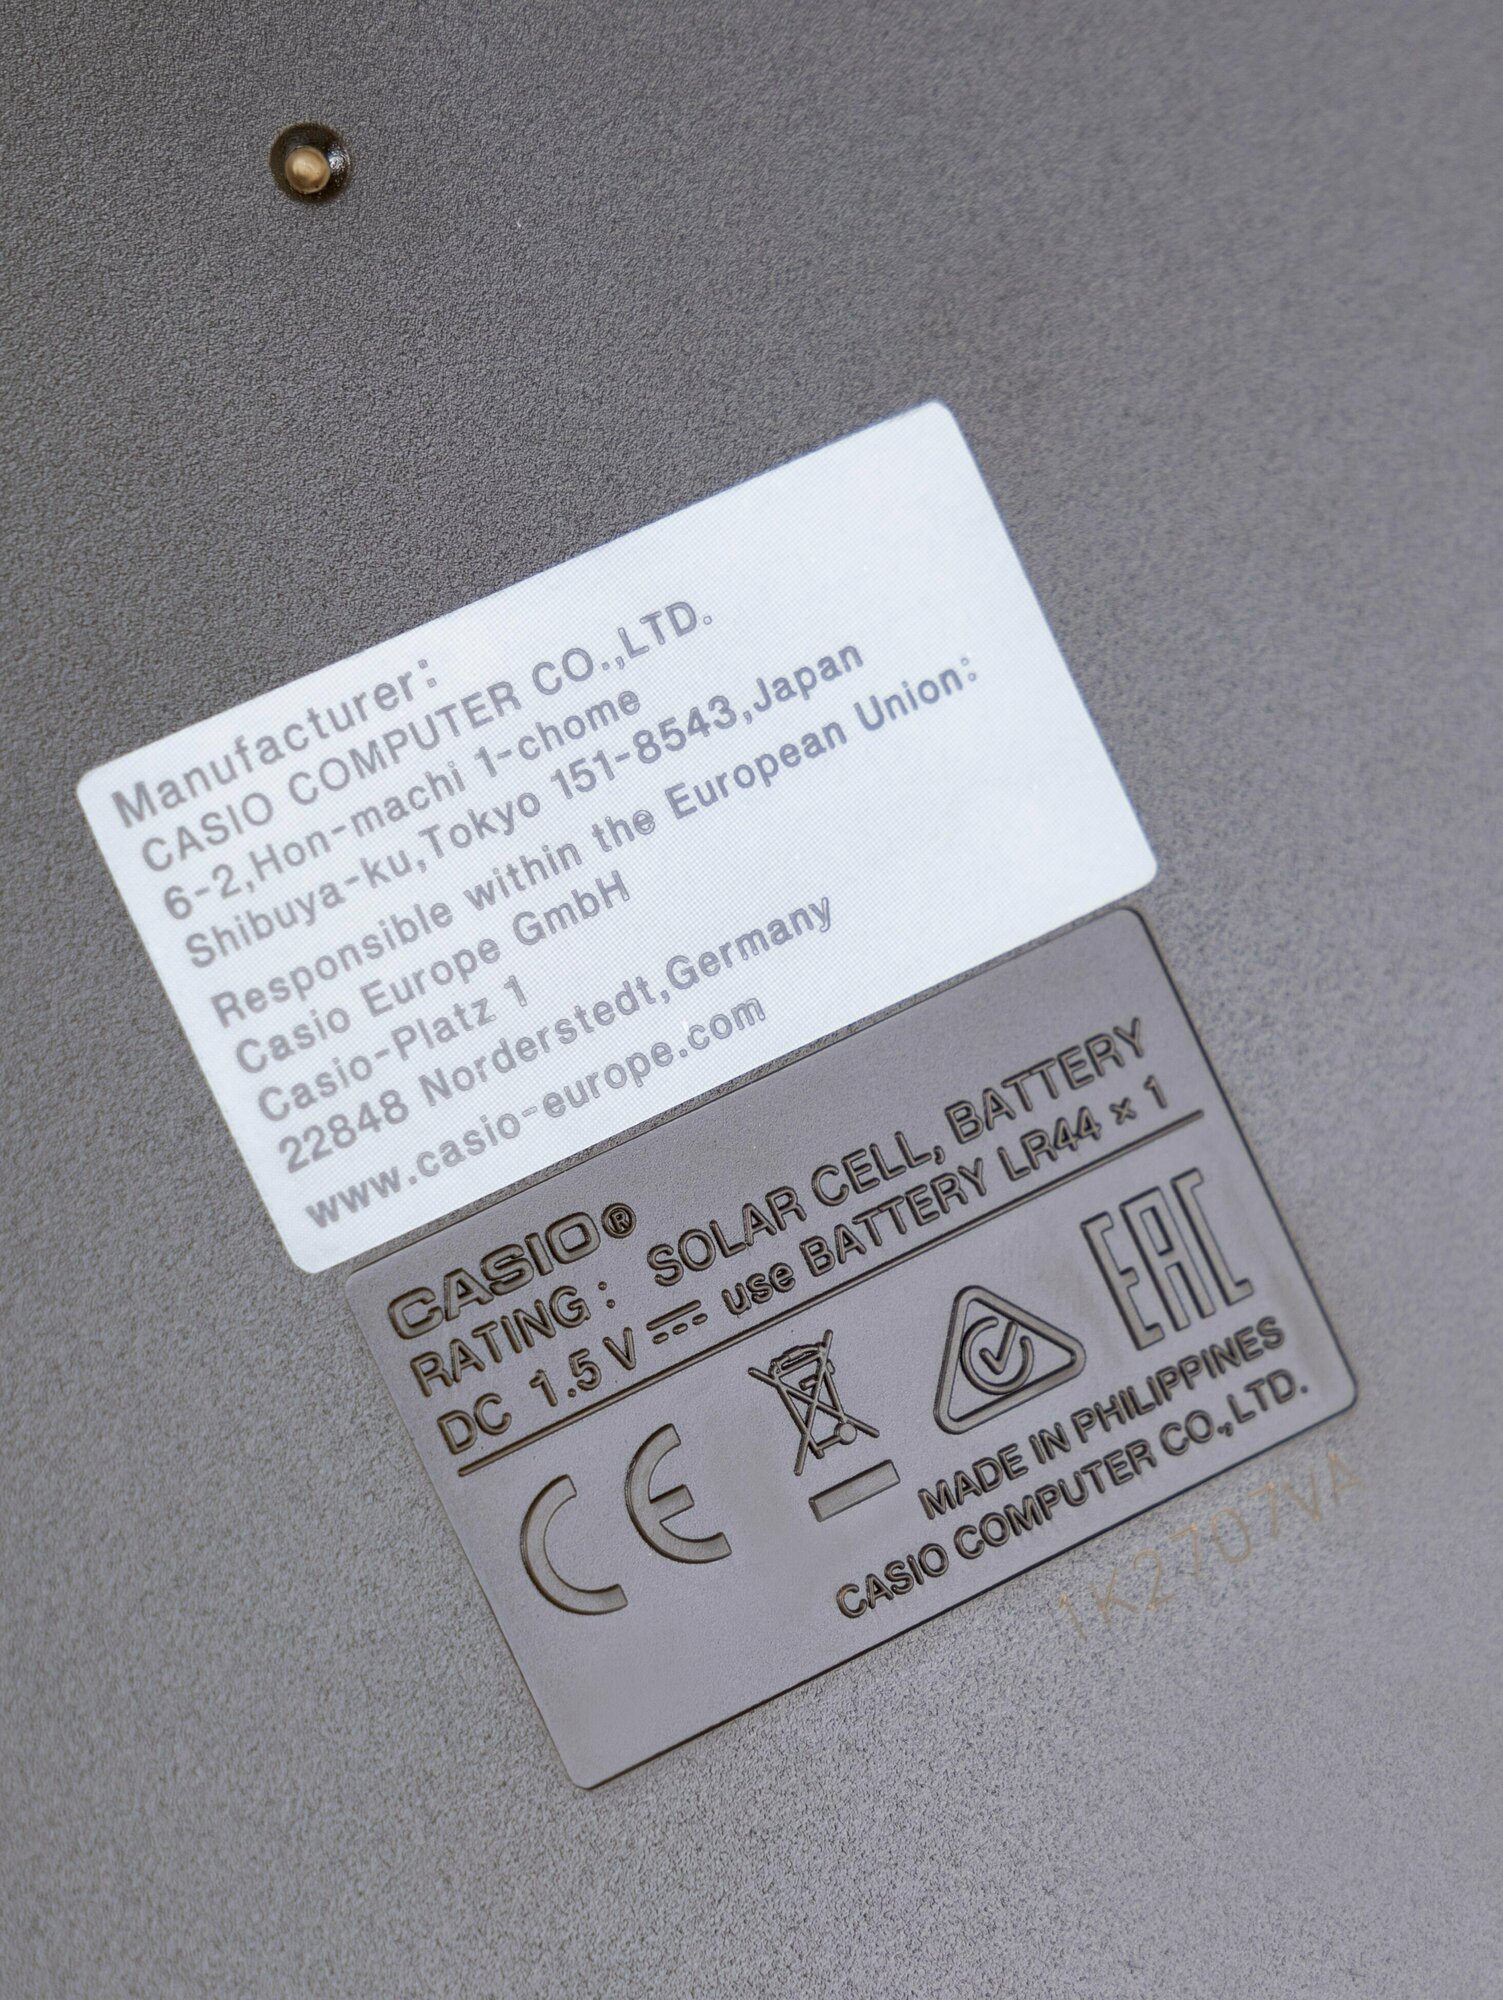 Manufacturer:
CASIO COMPUTER CO.,LTD.
6-2,Hon-machi 1-chome
Shibuya-ku,Tokyo 151-8543,Japan
Responsible within the European Union:
Casio Europe GmbH
Casio-Platz 1
22848 Norderstedt,Germany
www.casio-europe.com
CASIO®
RATING: SOLAR CELL, BATTERY
DC 1.5 V ⎓ use BATTERY LR44 × 1
CE
EAC
MADE IN PHILIPPINES
CASIO COMPUTER CO.,LTD.
1K2707VA